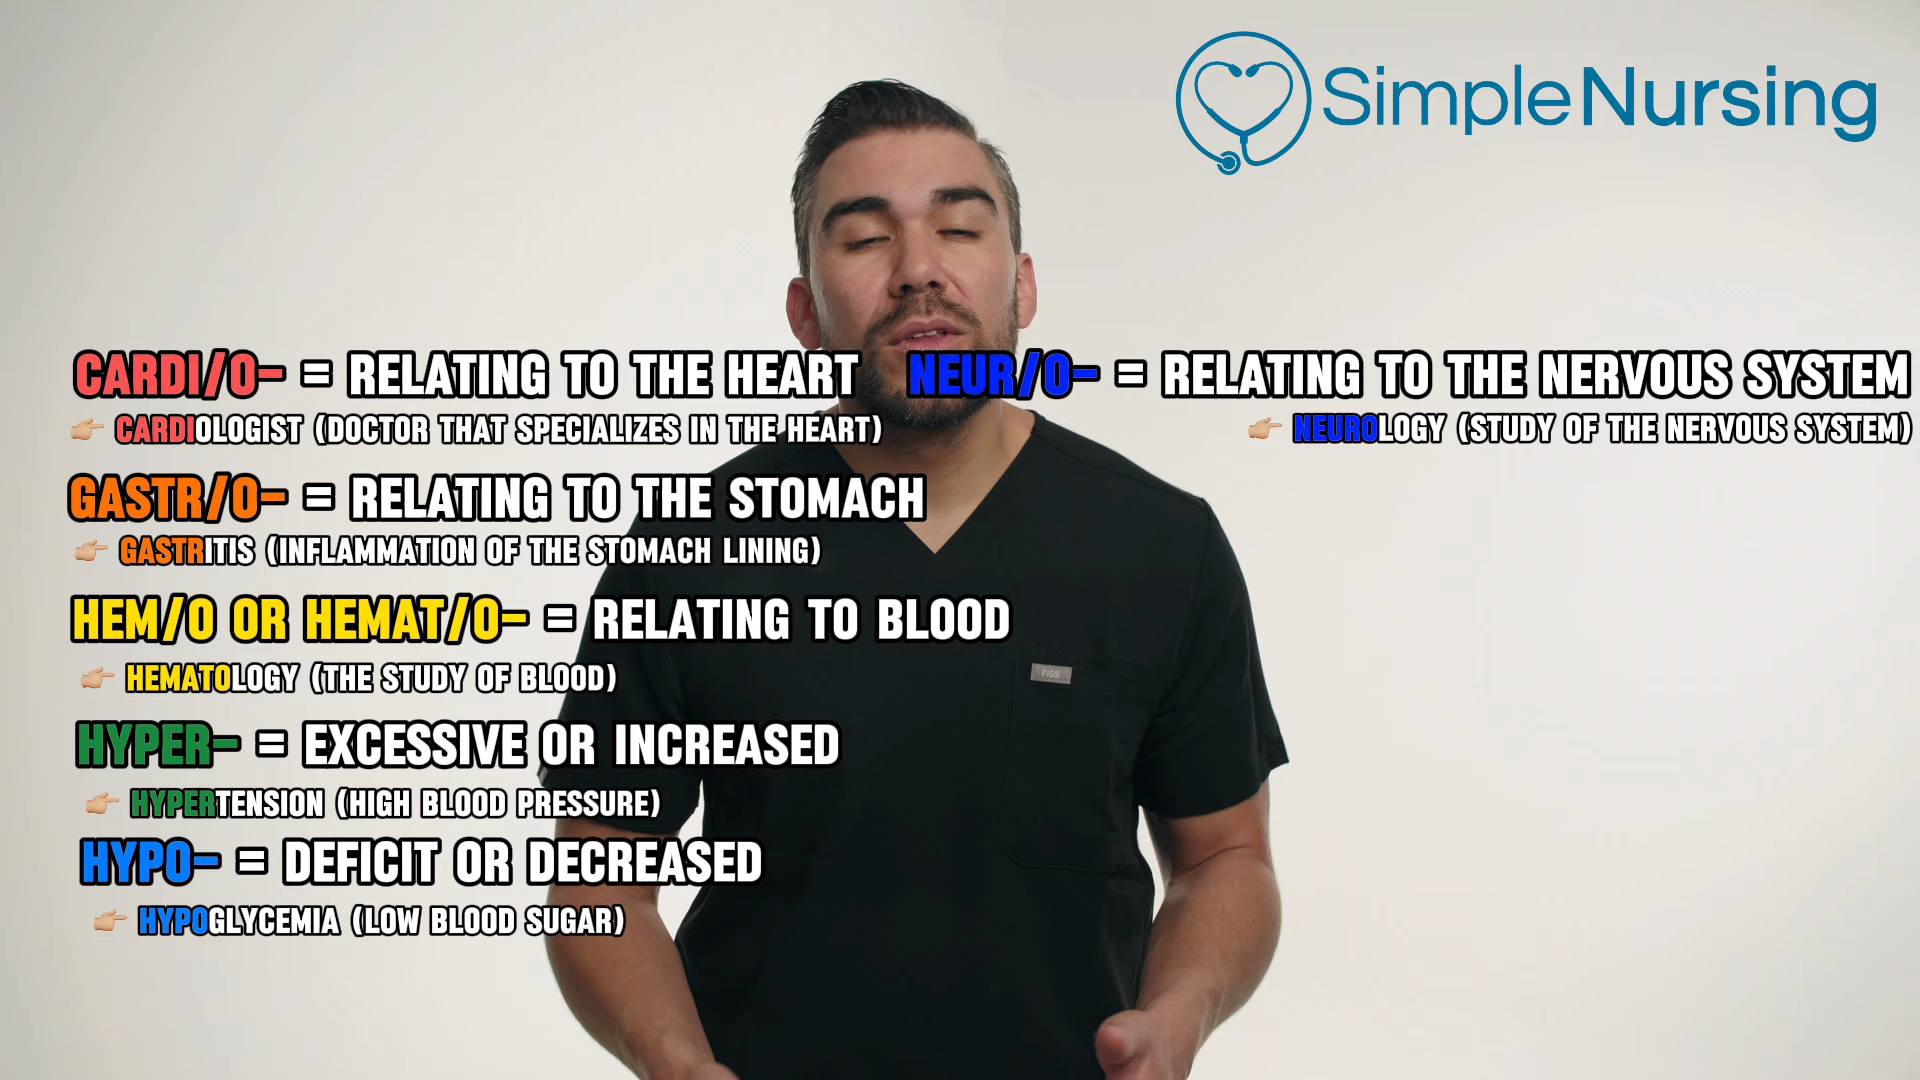 SimpleNursing
CARDI/O- = RELATING TO THE HEART
👉🏼 CARDIOLOGIST (DOCTOR THAT SPECIALIZES IN THE HEART)
GASTR/O- = RELATING TO THE STOMACH
👉🏼 GASTRITIS (INFLAMMATION OF THE STOMACH LINING)
HEM/O OR HEMAT/O- = RELATING TO BLOOD
👉🏼 HEMATOLOGY (THE STUDY OF BLOOD)
HYPER- = EXCESSIVE OR INCREASED
👉🏼 HYPERTENSION (HIGH BLOOD PRESSURE)
HYPO- = DEFICIT OR DECREASED
👉🏼 HYPOGLYCEMIA (LOW BLOOD SUGAR)
NEUR/O- = RELATING TO THE NERVOUS SYSTEM
👉🏼 NEUROLOGY (STUDY OF THE NERVOUS SYSTEM)
FIGS